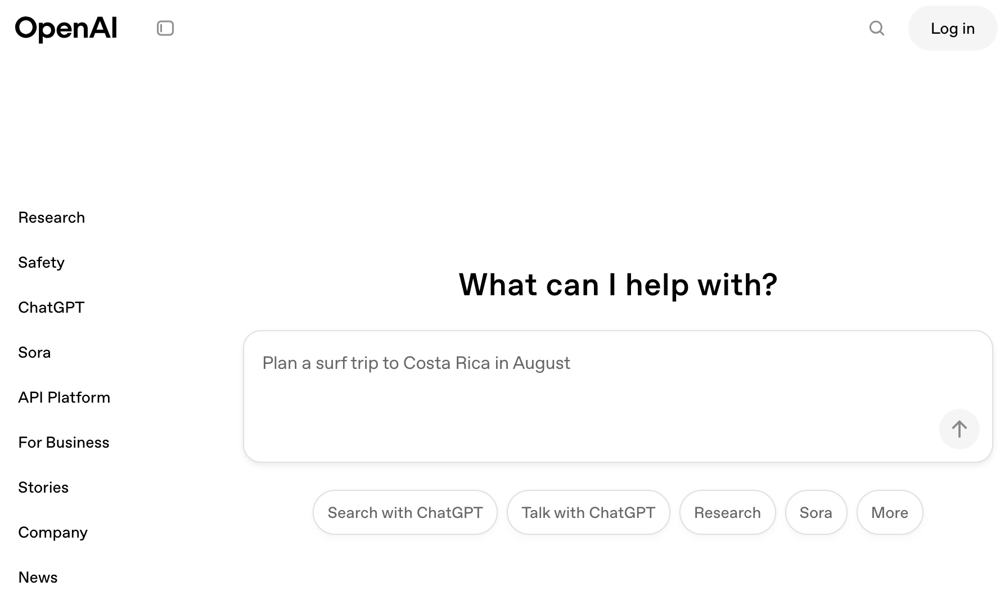 OpenAI
Log in
Research
Safety
ChatGPT
Sora
API Platform
For Business
Stories
Company
News
What can I help with?
Plan a surf trip to Costa Rica in August
Search with ChatGPT
Talk with ChatGPT
Research
Sora
More